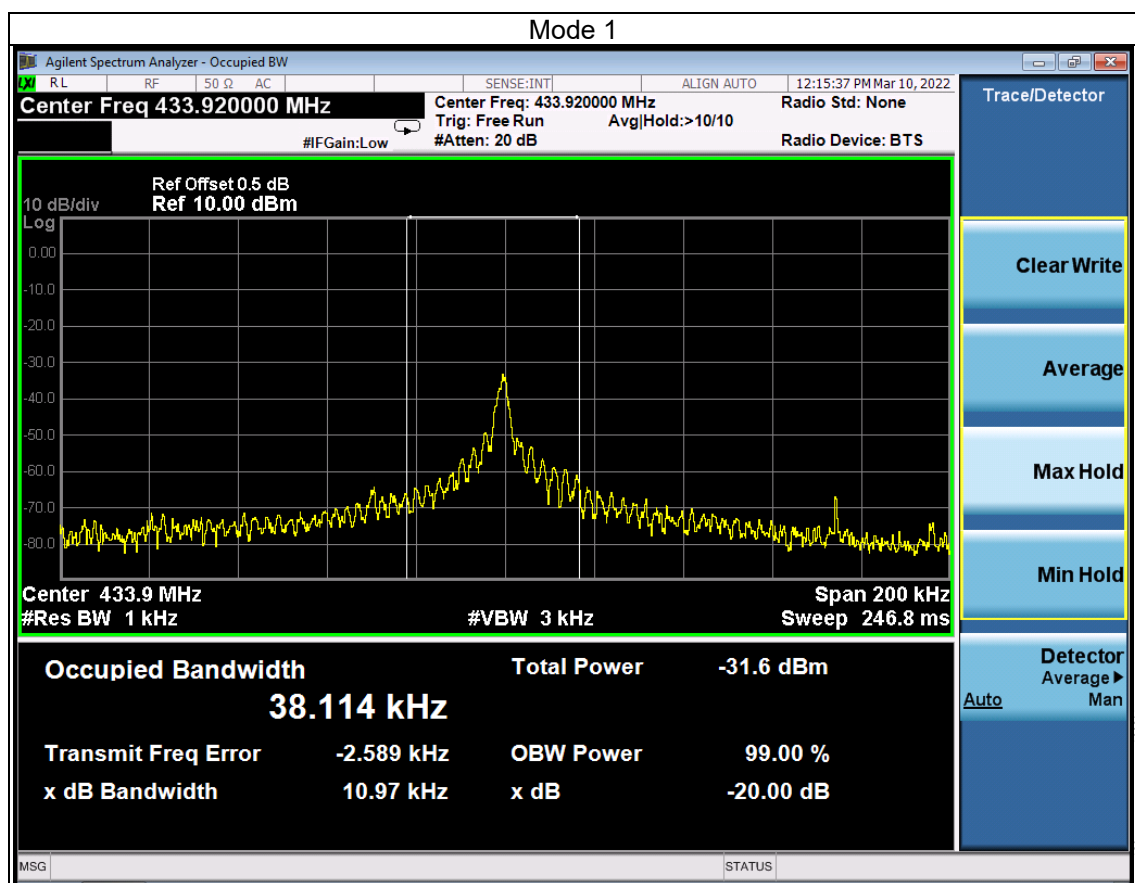 Mode 1
Agilent Spectrum Analyzer - Occupied BW
LXI RL RF 50 Ω AC SENSE:INT ALIGN AUTO 12:15:37 PM Mar 10, 2022
Center Freq 433.920000 MHz Center Freq: 433.920000 MHz Radio Std: None
Trig: Free Run Avg|Hold:>10/10
#IFGain:Low #Atten: 20 dB Radio Device: BTS
Trace/Detector
Ref Offset 0.5 dB
10 dB/div Ref 10.00 dBm
Log
0.00
-10.0
-20.0
-30.0
-40.0
-50.0
-60.0
-70.0
-80.0
Center 433.9 MHz Span 200 kHz
#Res BW 1 kHz #VBW 3 kHz Sweep 246.8 ms
Clear Write
Average
Max Hold
Min Hold
Detector
Average▶
Auto Man
Occupied Bandwidth Total Power -31.6 dBm
38.114 kHz
Transmit Freq Error -2.589 kHz OBW Power 99.00 %
x dB Bandwidth 10.97 kHz x dB -20.00 dB
MSG STATUS